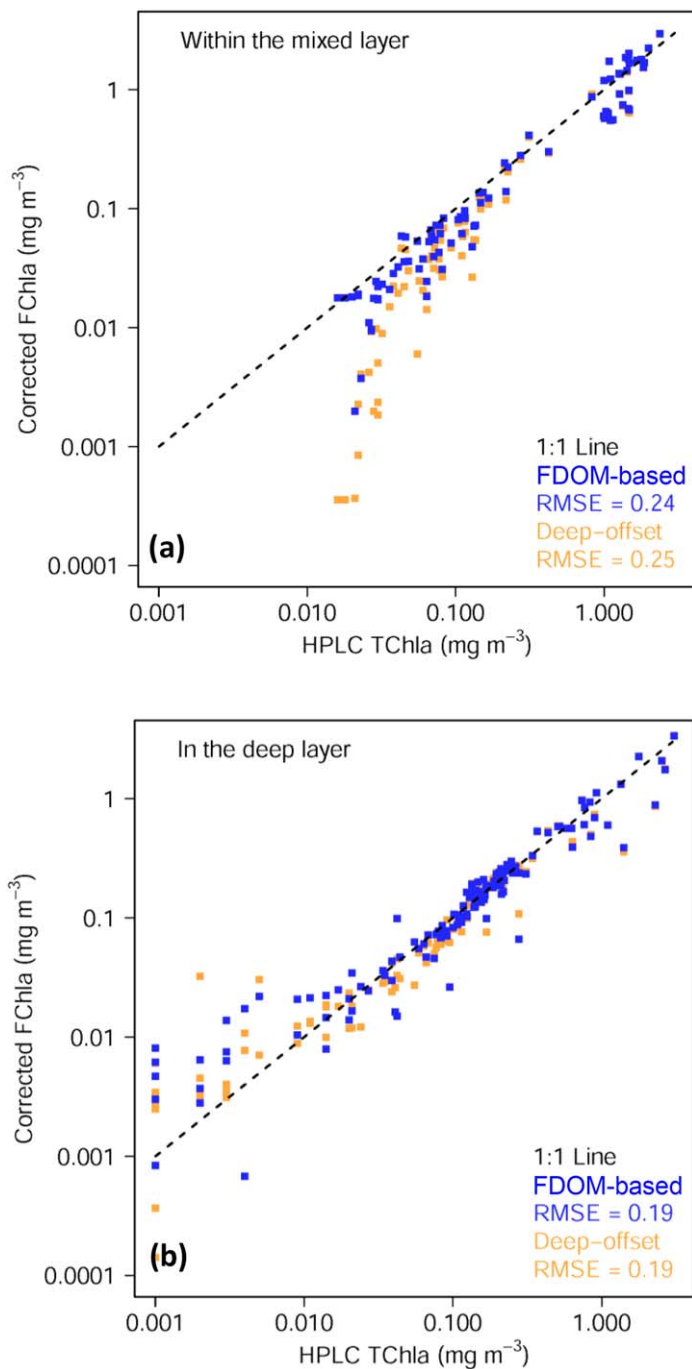 Within the mixed layer
1
0.1
0.01
0.001
0.0001
Corrected FChla (mg m⁻³)
1:1 Line
FDOM-based
RMSE = 0.24
Deep-offset
RMSE = 0.25
(a)
0.001 0.010 0.100 1.000
HPLC TChla (mg m⁻³)
In the deep layer
1
0.1
0.01
0.001
0.0001
Corrected FChla (mg m⁻³)
1:1 Line
FDOM-based
RMSE = 0.19
Deep-offset
RMSE = 0.19
(b)
0.001 0.010 0.100 1.000
HPLC TChla (mg m⁻³)